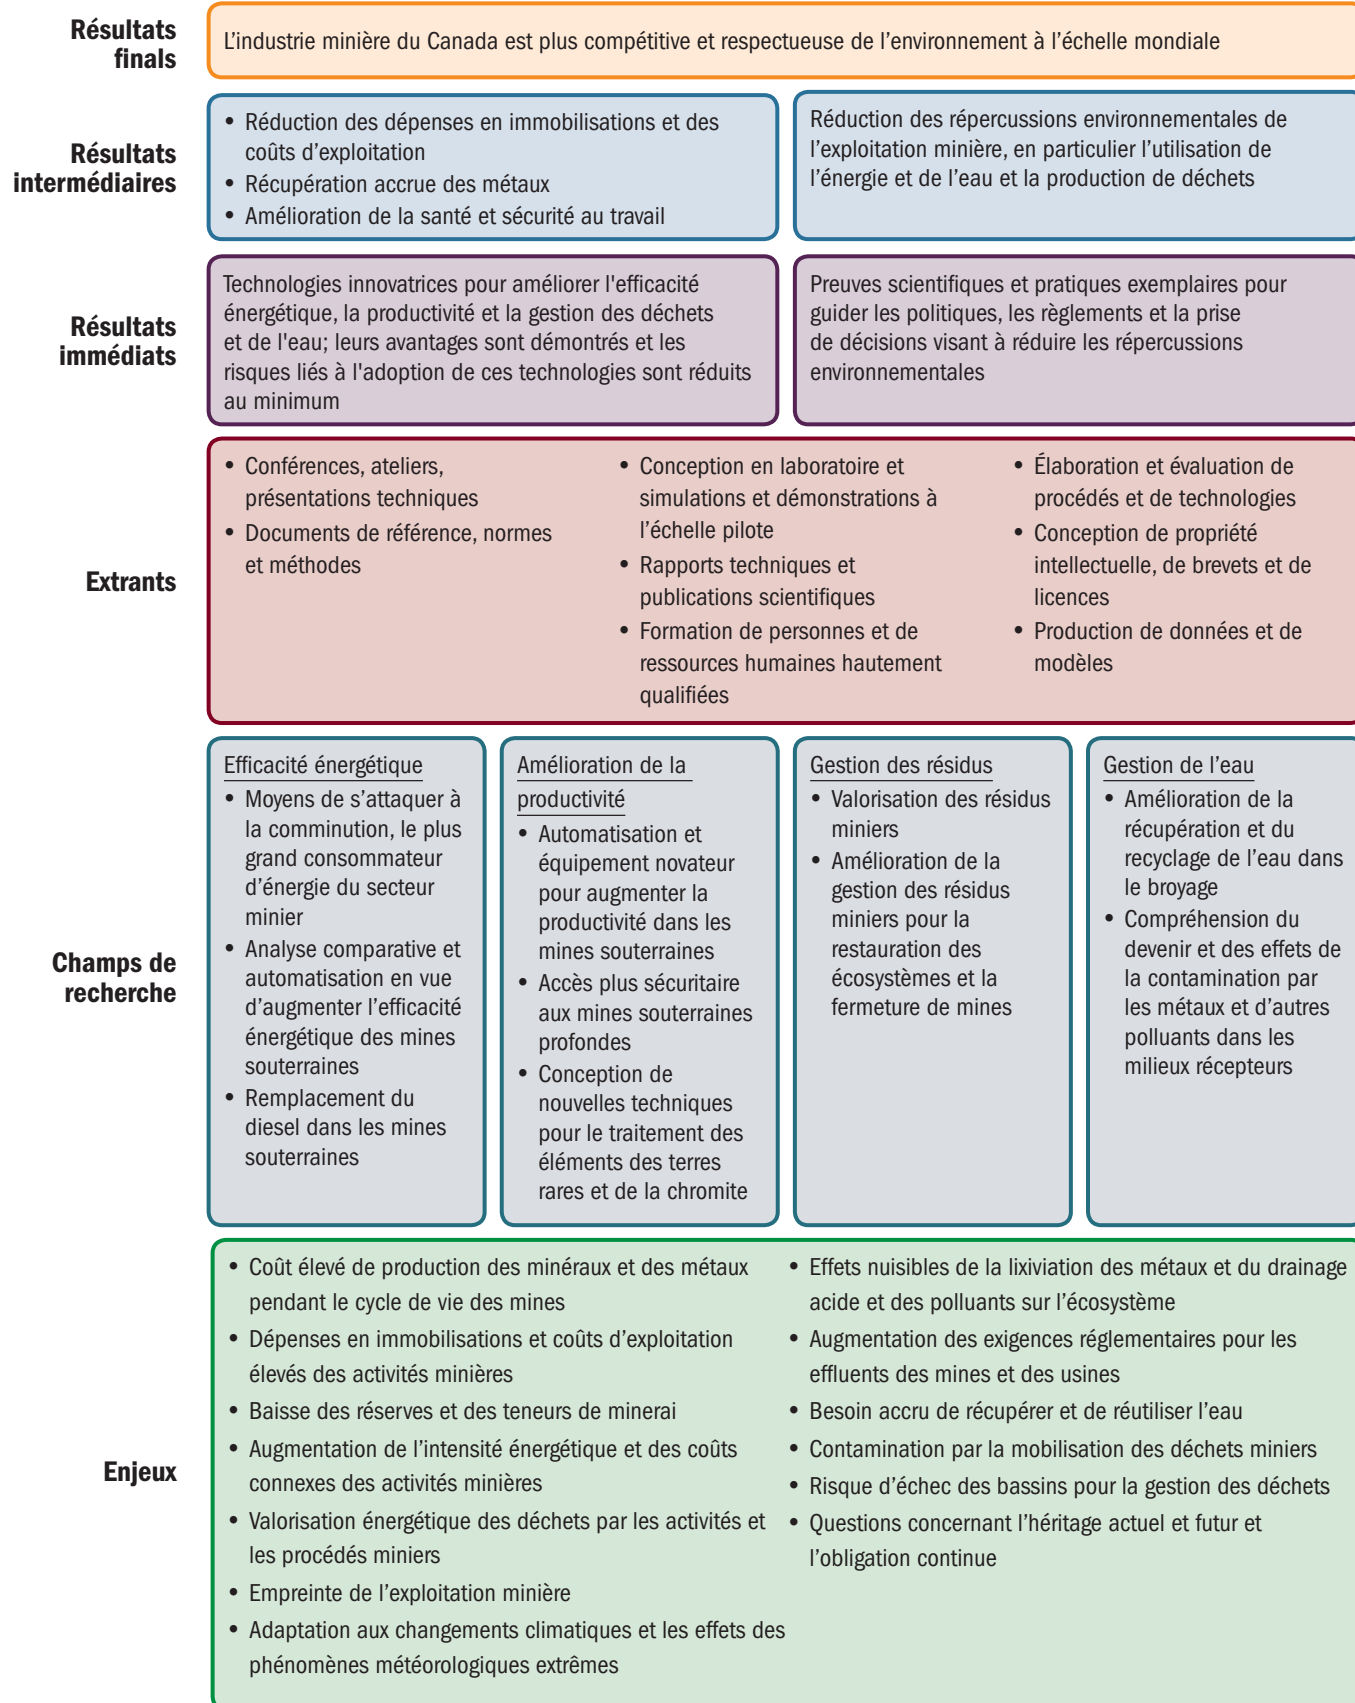 Résultats
finals
L’industrie minière du Canada est plus compétitive et respectueuse de l’environnement à l’échelle mondiale
Résultats
intermédiaires
• Réduction des dépenses en immobilisations et des
coûts d’exploitation
• Récupération accrue des métaux
• Amélioration de la santé et sécurité au travail
Réduction des répercussions environnementales de
l’exploitation minière, en particulier l’utilisation de
l’énergie et de l’eau et la production de déchets
Résultats
immédiats
Technologies innovatrices pour améliorer l'efficacité
énergétique, la productivité et la gestion des déchets
et de l'eau; leurs avantages sont démontrés et les
risques liés à l'adoption de ces technologies sont réduits
au minimum
Preuves scientifiques et pratiques exemplaires pour
guider les politiques, les règlements et la prise
de décisions visant à réduire les répercussions
environnementales
Extrants
• Conférences, ateliers,
présentations techniques
• Documents de référence, normes
et méthodes
• Conception en laboratoire et
simulations et démonstrations à
l’échelle pilote
• Rapports techniques et
publications scientifiques
• Formation de personnes et de
ressources humaines hautement
qualifiées
• Élaboration et évaluation de
procédés et de technologies
• Conception de propriété
intellectuelle, de brevets et de
licences
• Production de données et de
modèles
Champs de
recherche
Efficacité énergétique
• Moyens de s’attaquer à
la comminution, le plus
grand consommateur
d’énergie du secteur
minier
• Analyse comparative et
automatisation en vue
d’augmenter l’efficacité
énergétique des mines
souterraines
• Remplacement du
diesel dans les mines
souterraines
Amélioration de la
productivité
• Automatisation et
équipement novateur
pour augmenter la
productivité dans les
mines souterraines
• Accès plus sécuritaire
aux mines souterraines
profondes
• Conception de
nouvelles techniques
pour le traitement des
éléments des terres
rares et de la chromite
Gestion des résidus
• Valorisation des résidus
miniers
• Amélioration de la
gestion des résidus
miniers pour la
restauration des
écosystèmes et la
fermeture de mines
Gestion de l’eau
• Amélioration de la
récupération et du
recyclage de l’eau dans
le broyage
• Compréhension du
devenir et des effets de
la contamination par
les métaux et d’autres
polluants dans les
milieux récepteurs
Enjeux
• Coût élevé de production des minéraux et des métaux
pendant le cycle de vie des mines
• Dépenses en immobilisations et coûts d’exploitation
élevés des activités minières
• Baisse des réserves et des teneurs de minerai
• Augmentation de l’intensité énergétique et des coûts
connexes des activités minières
• Valorisation énergétique des déchets par les activités et
les procédés miniers
• Empreinte de l’exploitation minière
• Adaptation aux changements climatiques et les effets des
phénomènes météorologiques extrêmes
• Effets nuisibles de la lixiviation des métaux et du drainage
acide et des polluants sur l’écosystème
• Augmentation des exigences réglementaires pour les
effluents des mines et des usines
• Besoin accru de récupérer et de réutiliser l’eau
• Contamination par la mobilisation des déchets miniers
• Risque d’échec des bassins pour la gestion des déchets
• Questions concernant l’héritage actuel et futur et
l’obligation continue